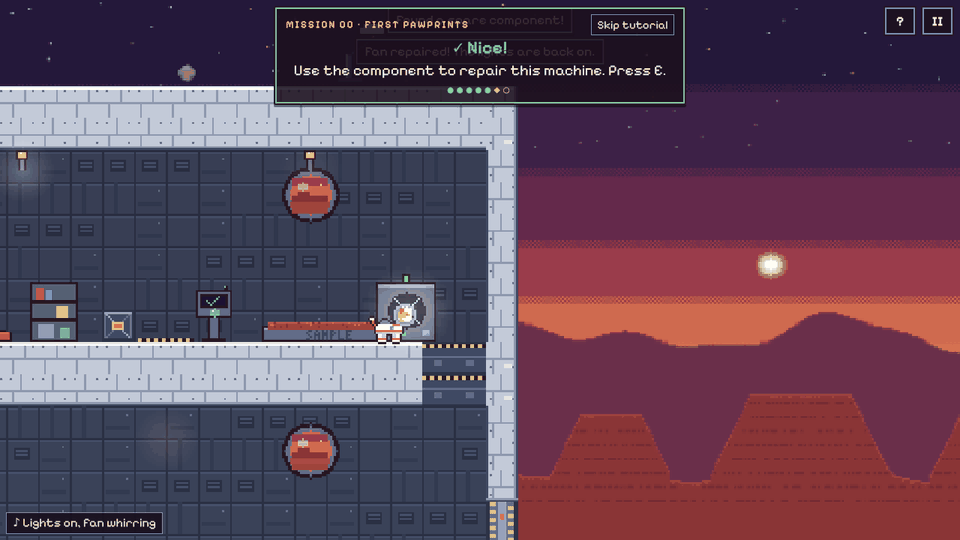 MISSION 00 · FIRST PAWPRINTS
Skip tutorial
✓ Nice!
Use the component to repair this machine. Press E.
?
SAMPLE
♪ Lights on, fan whirring